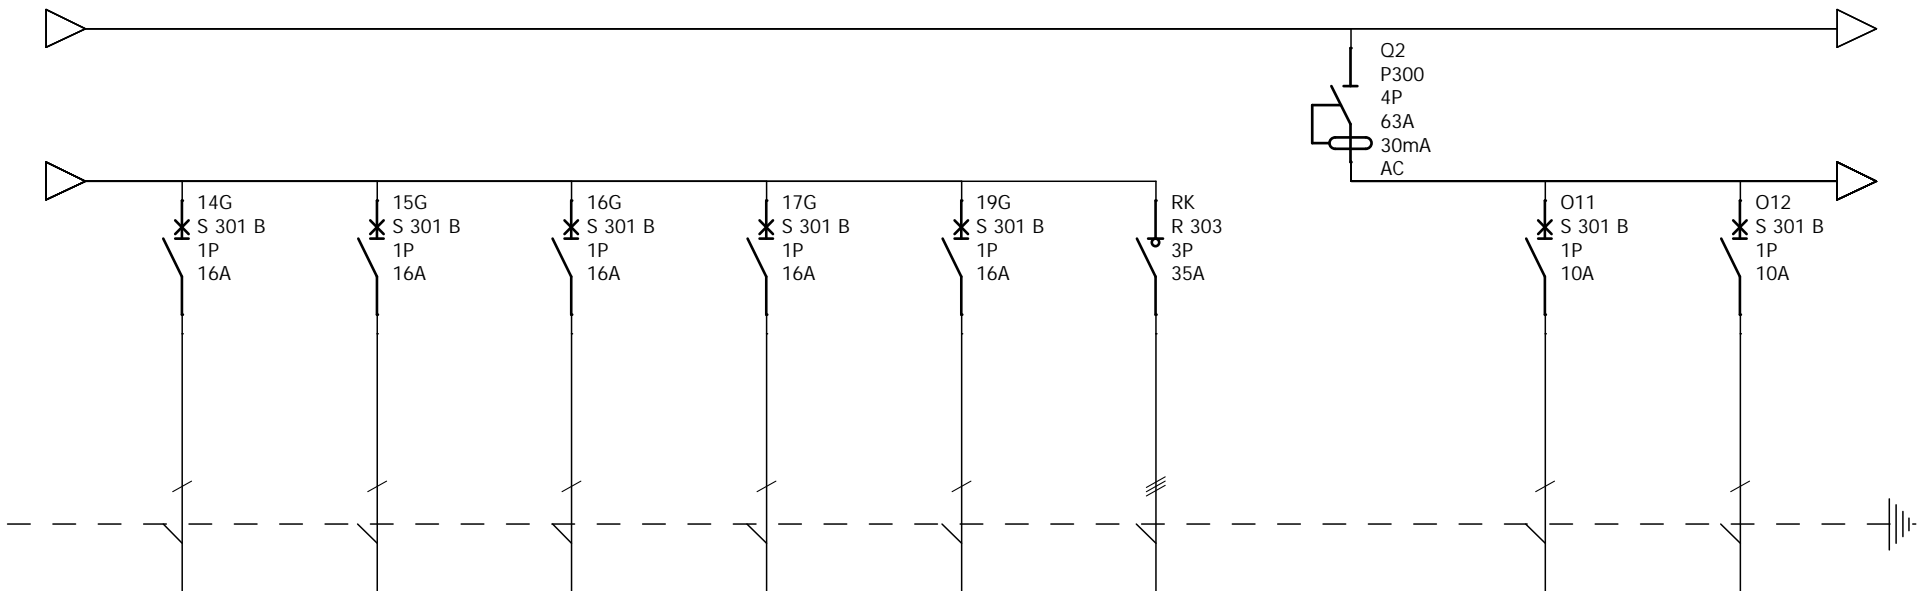 Q2
P300
4P
63A
30mA
AC
14G
S 301 B
1P
16A
15G
S 301 B
1P
16A
16G
S 301 B
1P
16A
17G
S 301 B
1P
16A
19G
S 301 B
1P
16A
RK
R 303
3P
35A
O11
S 301 B
1P
10A
O12
S 301 B
1P
10A